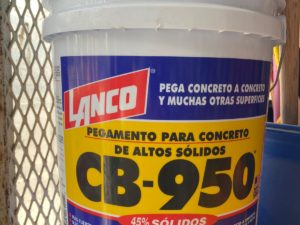 LANCO
PEGA CONCRETO A CONCRETO
Y MUCHAS OTRAS SUPERFICIES
PEGAMENTO PARA CONCRETO
DE ALTOS SÓLIDOS
CB-950
45% SÓLIDOS